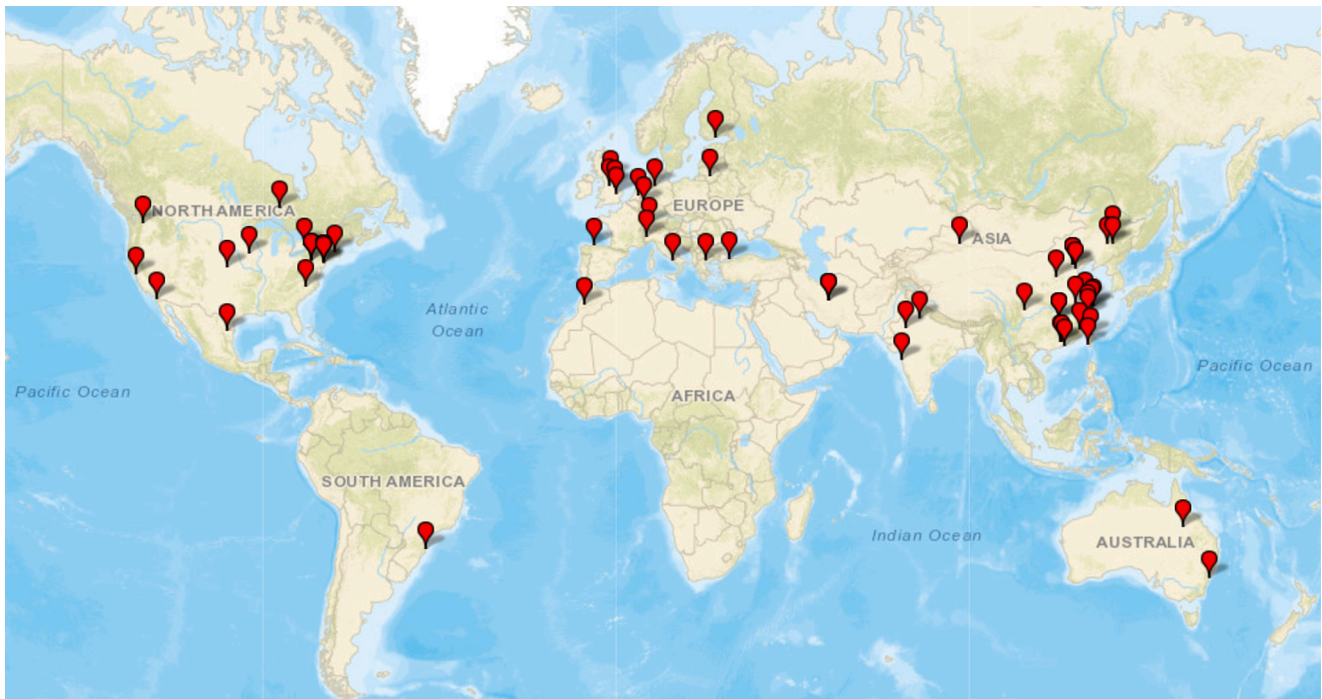 NORTH AMERICA
EUROPE
ASIA
Atlantic
Ocean
Pacific Ocean
Pacific Ocean
AFRICA
SOUTH AMERICA
Indian Ocean
AUSTRALIA